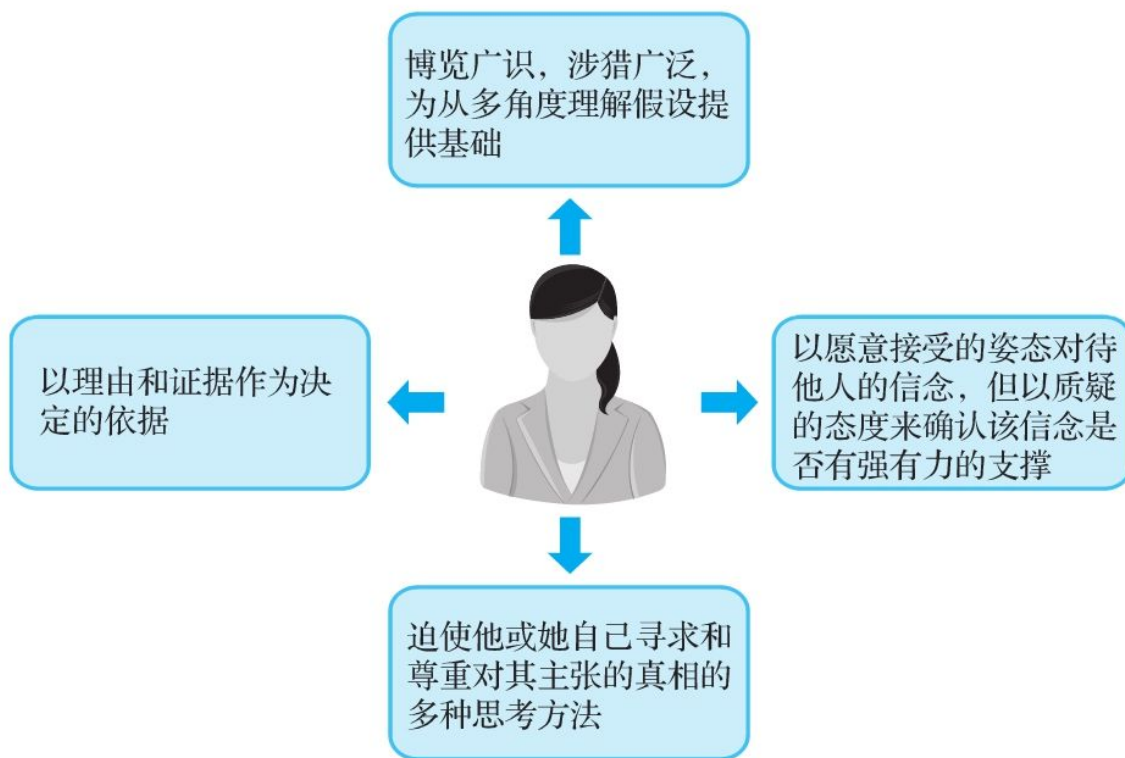 博览广识，涉猎广泛，
为从多角度理解假设提
供基础
以理由和证据作为决
定的依据
以愿意接受的姿态对待
他人的信念，但以质疑
的态度来确认该信念是
否有强有力的支撑
迫使他或她自己寻求和
尊重对其主张的真相的
多种思考方法